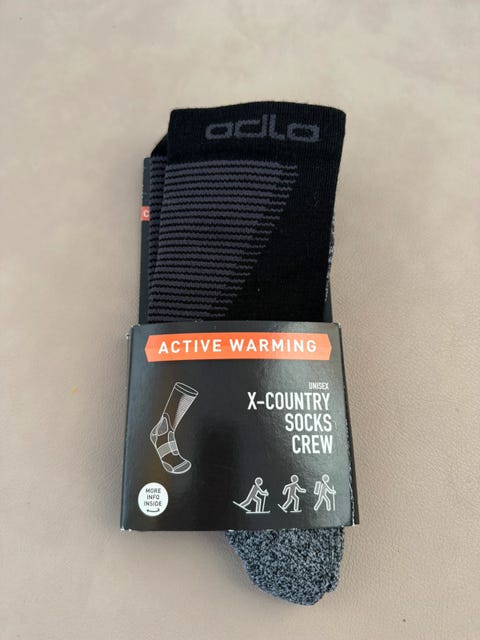 odlo
C
ACTIVE WARMING
UNISEX
X-COUNTRY
SOCKS
CREW
MORE
INFO
INSIDE